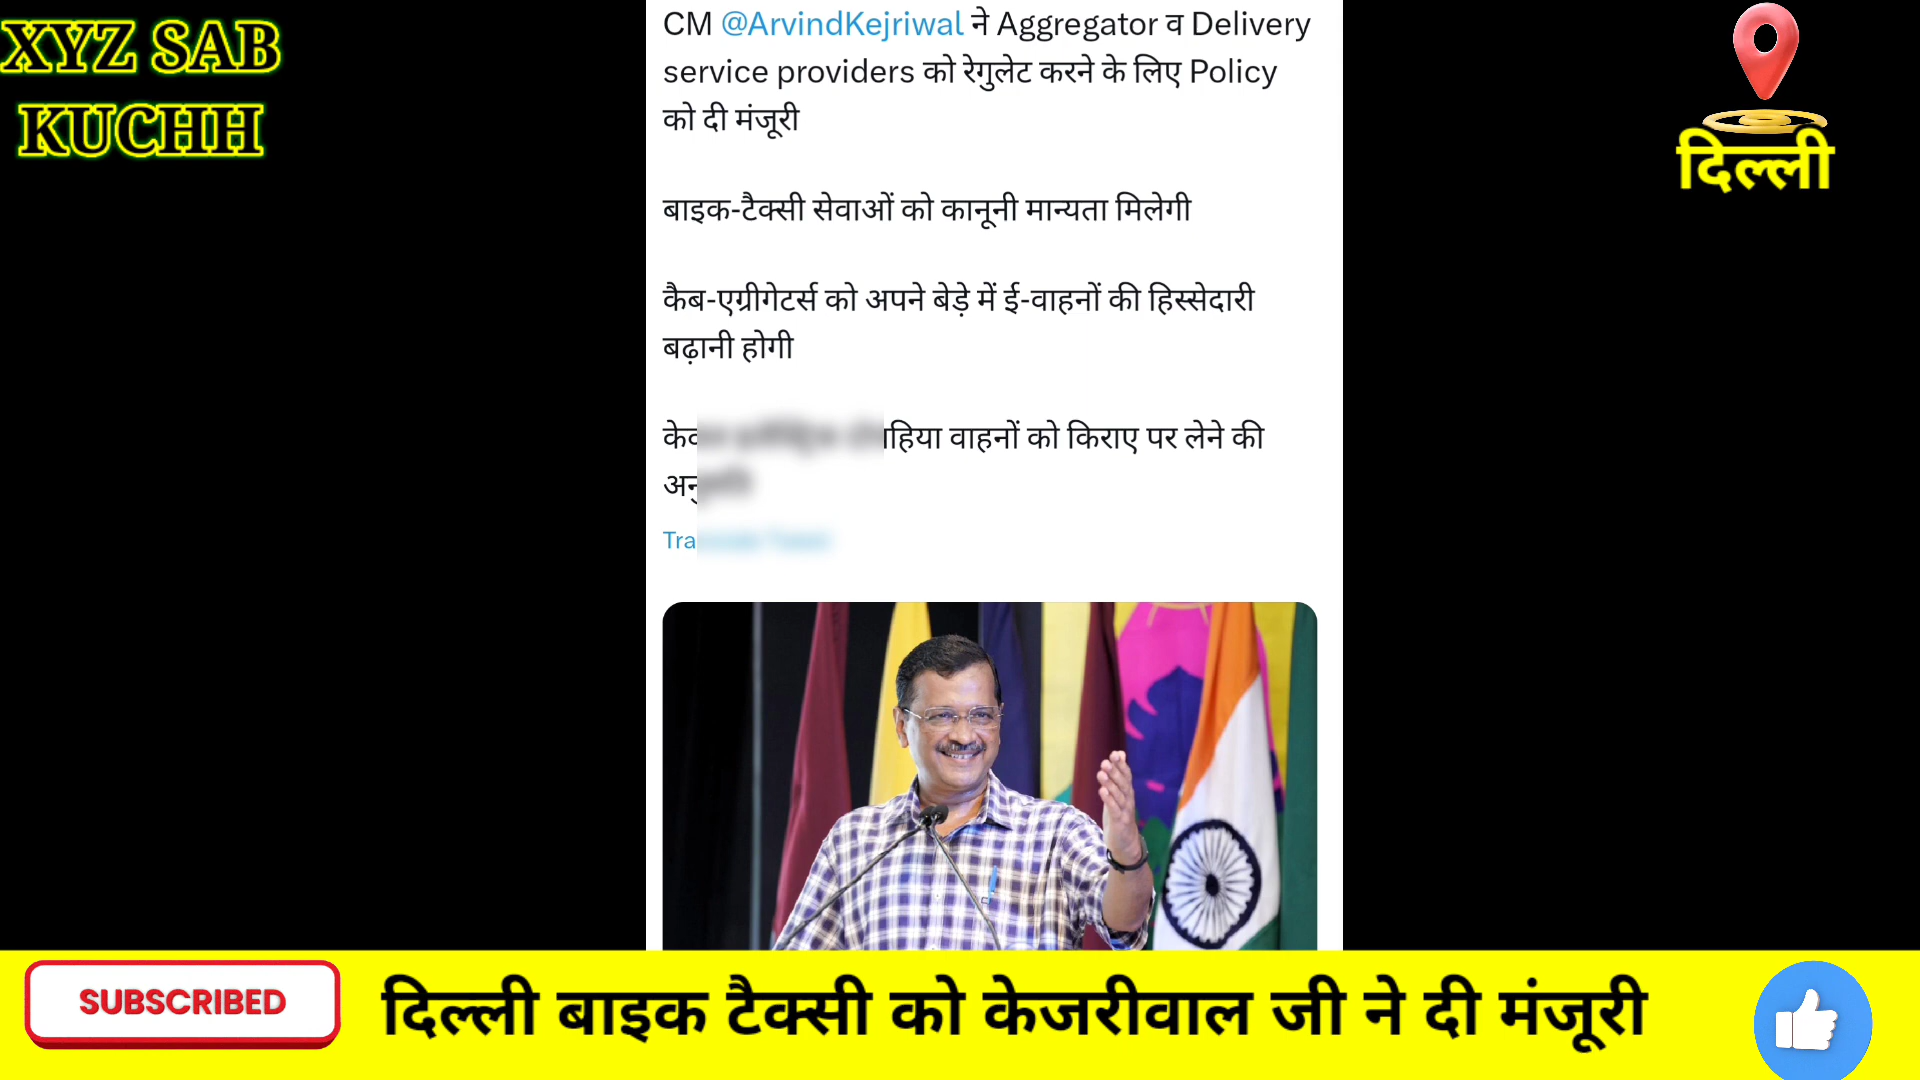 XYZ SAB
KUCHH
CM @ArvindKejriwal ने Aggregator व Delivery
service providers को रेगुलेट करने के लिए Policy
को दी मंजूरी
बाइक-टैक्सी सेवाओं को कानूनी मान्यता मिलेगी
कैब-एग्रीगेटर्स को अपने बेड़े में ई-वाहनों की हिस्सेदारी
बढ़ानी होगी
वाहनों को किराए पर लेने की
दिल्ली
SUBSCRIBED
दिल्ली बाइक टैक्सी को केजरीवाल जी ने दी मंजूरी